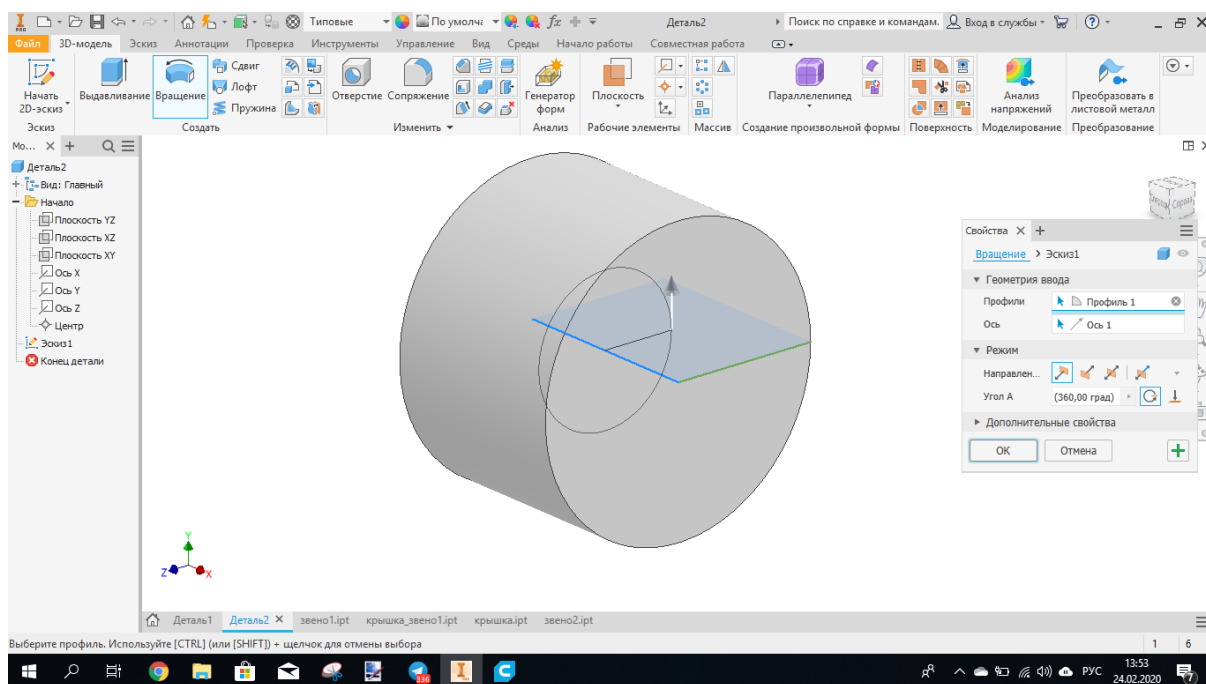 PRO
Типовые
По умолча
fx
Деталь2
Поиск по справке и командам.
Вход в службы
Файл 3D-модель Эскиз Аннотации Проверка Инструменты Управление Вид Среды Начало работы Совместная работа
Начать 2D-эскиз
Выдавливание
Вращение
Сдвиг
Лофт
Пружина
Отверстие
Сопряжение
Генератор форм
Плоскость
Параллелепипед
Анализ напряжений
Преобразовать в листовой металл
Эскиз Создать Изменить Анализ Рабочие элементы Массив Создание произвольной формы Поверхность Моделирование Преобразование
Мо...
Деталь2
Вид: Главный
Начало
Плоскость YZ
Плоскость XZ
Плоскость XY
Ось X
Ось Y
Ось Z
Центр
Эскиз1
Конец детали
Справа
Свойства
Вращение > Эскиз1
Геометрия ввода
Профили Профиль 1
Ось Ось 1
Режим
Направлен...
Угол A (360,00 град)
Дополнительные свойства
ОК Отмена
Y
Z X
Деталь1 Деталь2 звено1.ipt крышка_звено1.ipt крышка.ipt звено2.ipt
Выберите профиль. Используйте [CTRL] (или [SHIFT]) + щелчок для отмены выбора
1 6
336
РУС
13:53
24.02.2020
7